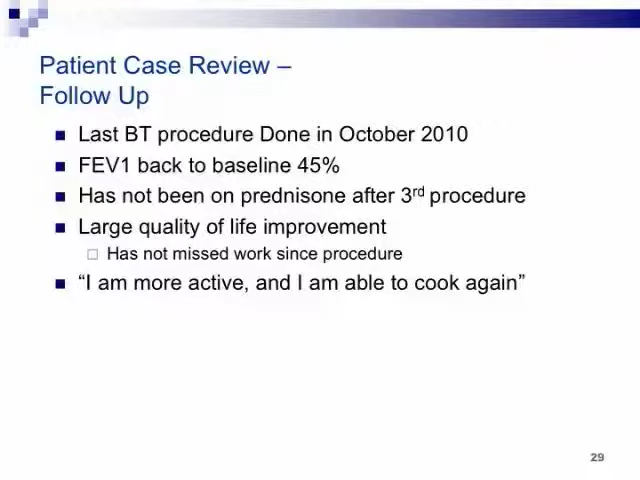 Patient Case Review –
Follow Up
Last BT procedure Done in October 2010
FEV1 back to baseline 45%
Has not been on prednisone after 3rd procedure
Large quality of life improvement
Has not missed work since procedure
“I am more active, and I am able to cook again”
29